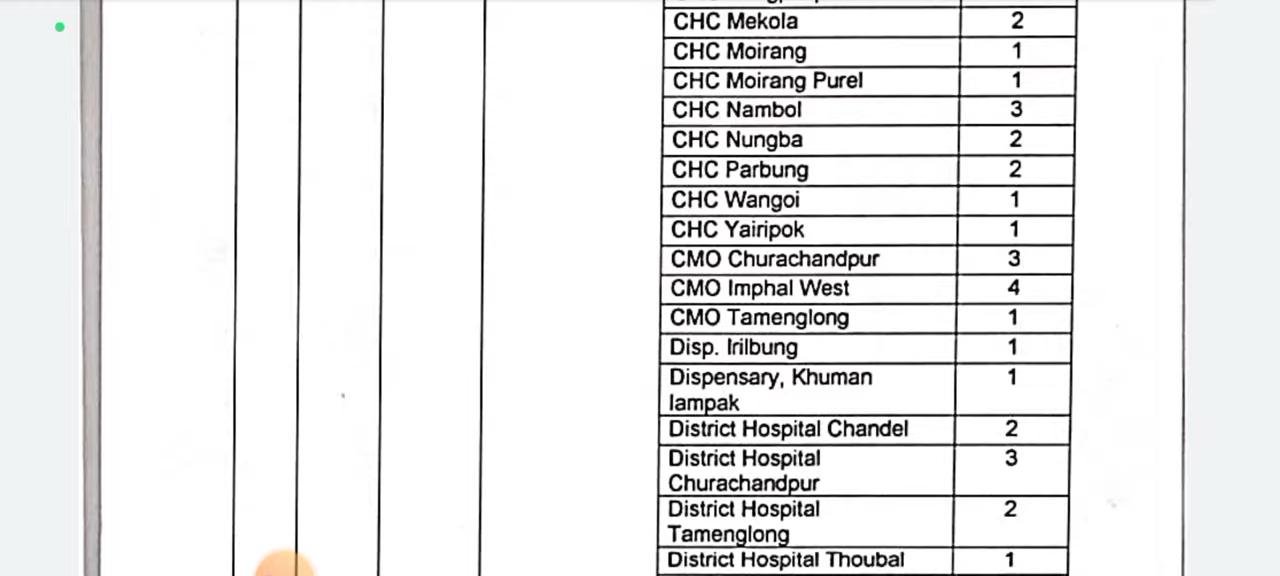 CHC Mekola 2
CHC Moirang 1
CHC Moirang Purel 1
CHC Nambol 3
CHC Nungba 2
CHC Parbung 2
CHC Wangoi 1
CHC Yairipok 1
CMO Churachandpur 3
CMO Imphal West 4
CMO Tamenglong 1
Disp. Irilbung 1
Dispensary, Khuman 1
lampak
District Hospital Chandel 2
District Hospital 3
Churachandpur
District Hospital 2
Tamenglong
District Hospital Thoubal 1